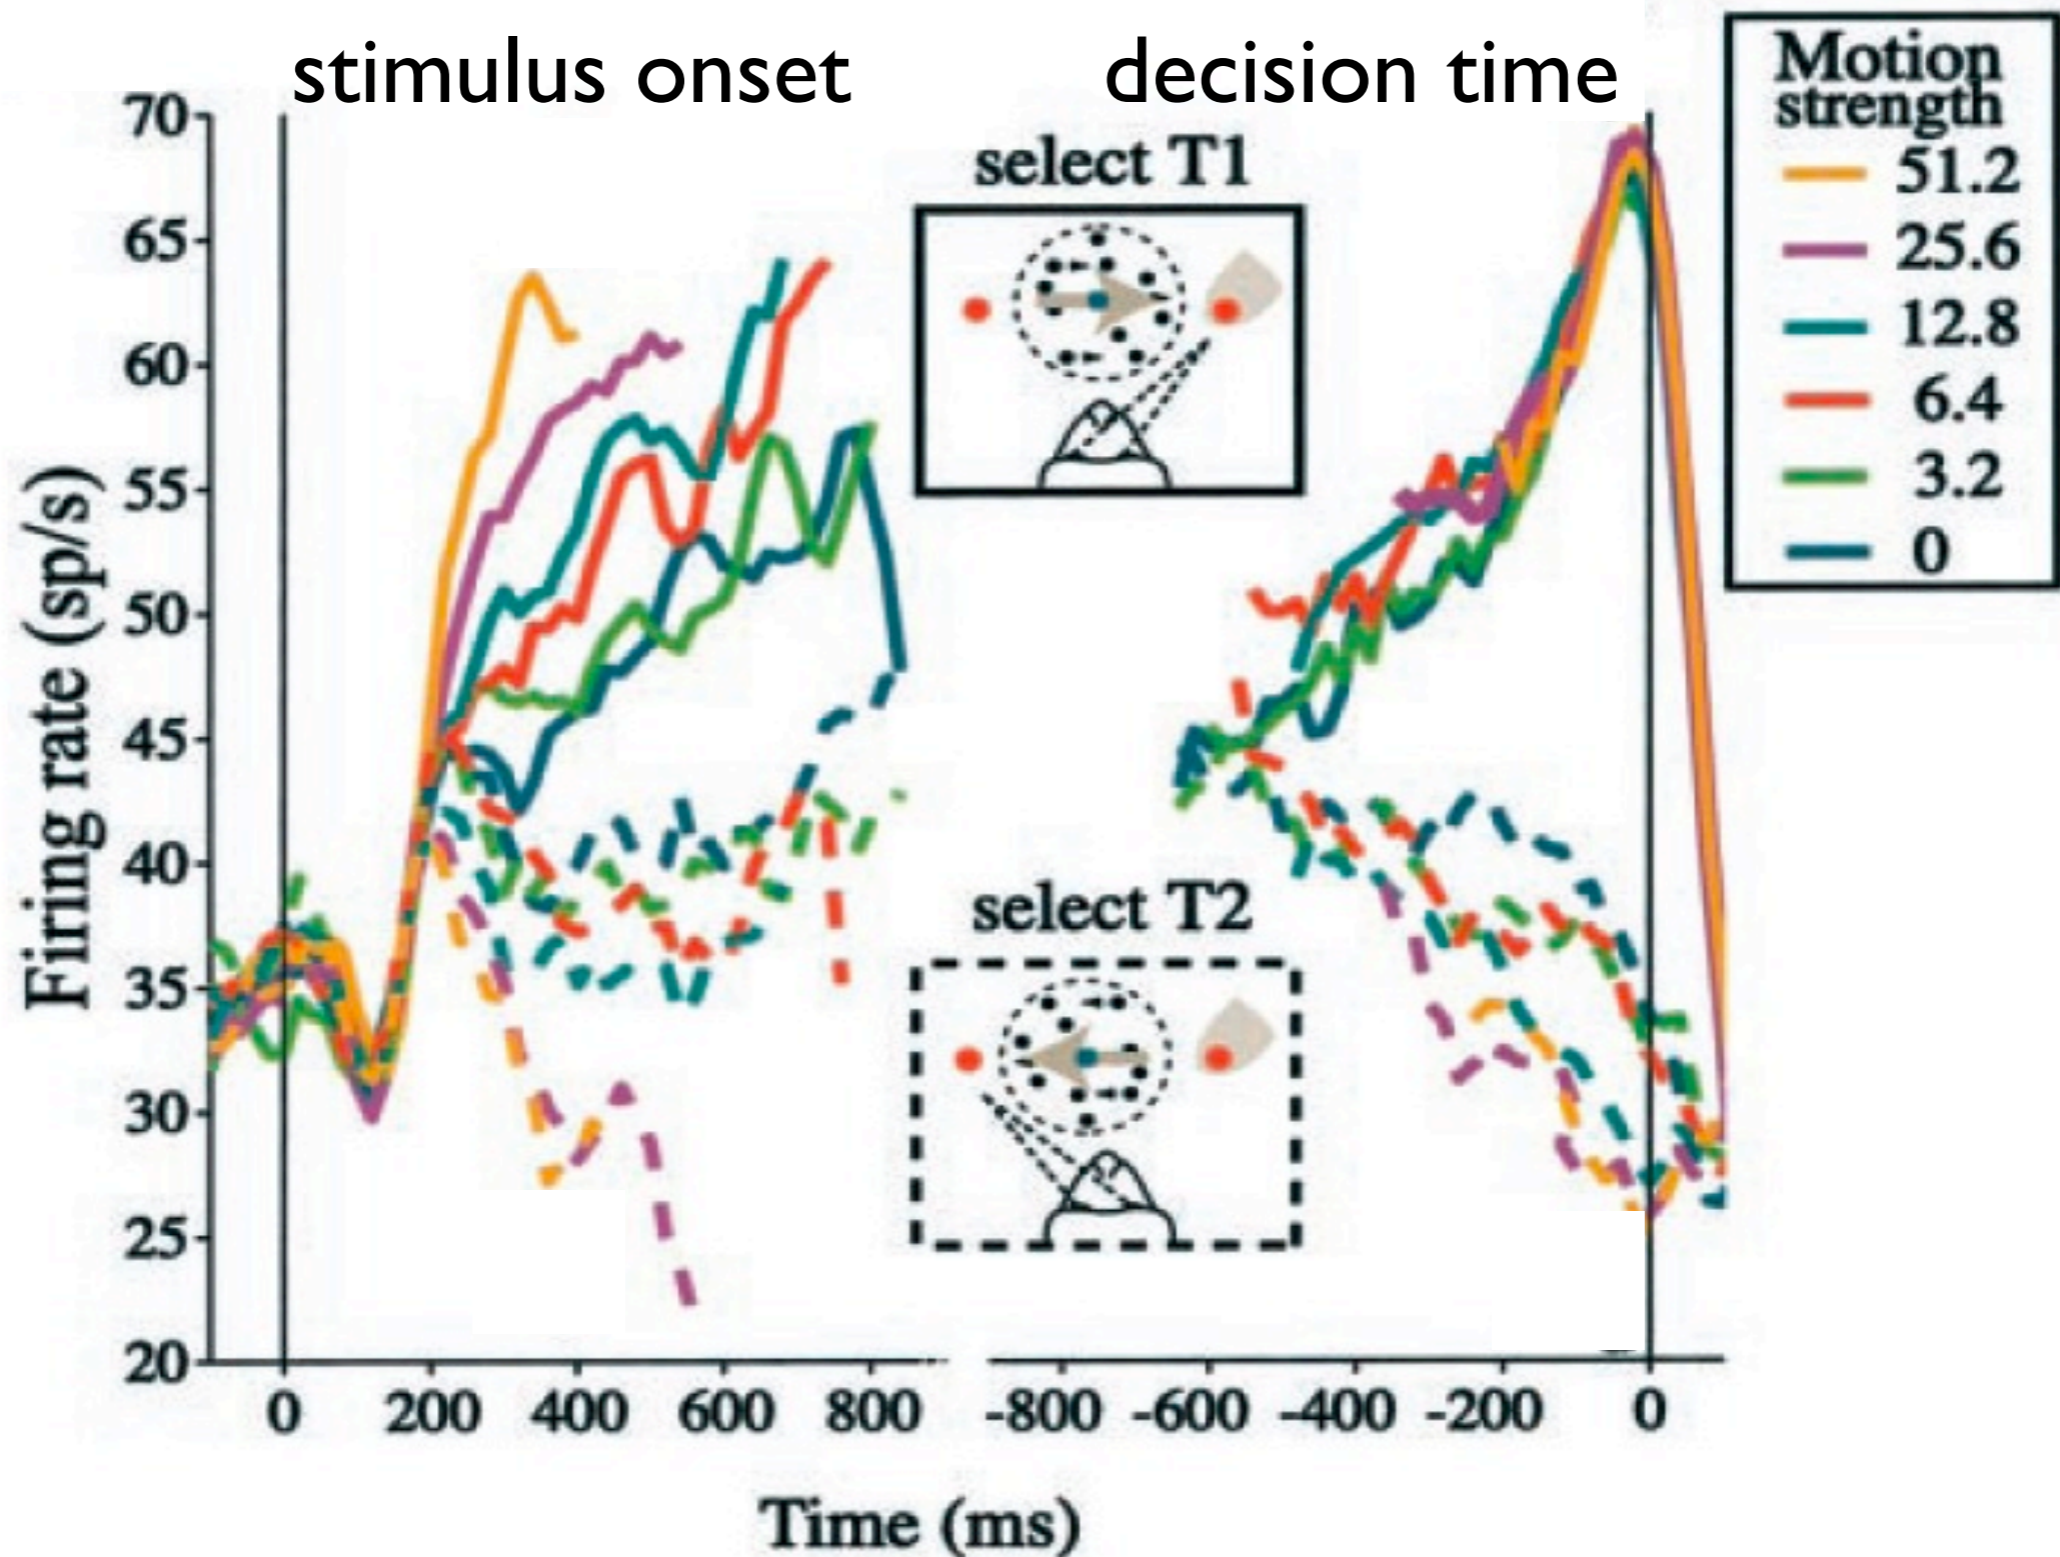 stimulus onset
decision time
Motion
strength
51.2
25.6
12.8
6.4
3.2
0
select T1
select T2
Firing rate (sp/s)
70
65
60
55
50
45
40
35
30
25
20
0 200 400 600 800
-800 -600 -400 -200 0
Time (ms)